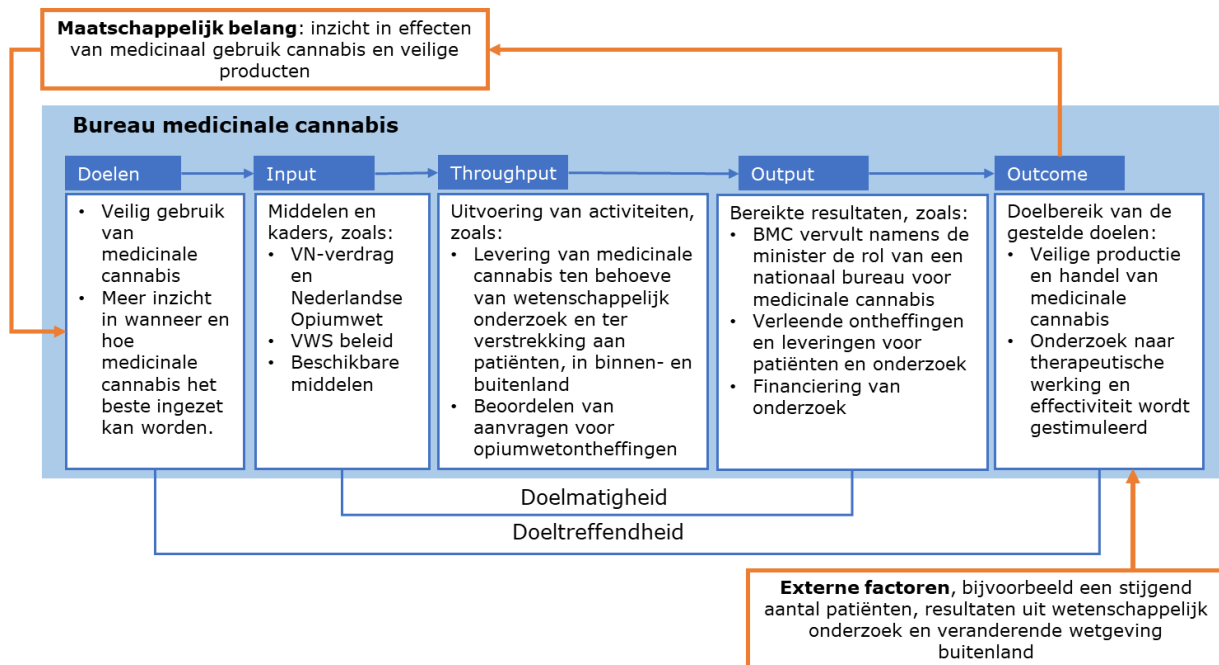 Maatschappelijk belang: inzicht in effecten
van medicinaal gebruik cannabis en veilige
producten
Bureau medicinale cannabis
Doelen
• Veilig gebruik
van
medicinale
cannabis
• Meer inzicht
in wanneer en
hoe
medicinale
cannabis het
beste ingezet
kan worden.
Input
Middelen en
kaders, zoals:
• VN-verdrag
en
Nederlandse
Opiumwet
• VWS beleid
• Beschikbare
middelen
Throughput
Uitvoering van activiteiten,
zoals:
• Levering van medicinale
cannabis ten behoeve
van wetenschappelijk
onderzoek en ter
verstrekking aan
patiënten, in binnen- en
buitenland
• Beoordelen van
aanvragen voor
opiumwetontheffingen
Output
Bereikte resultaten, zoals:
• BMC vervult namens de
minister de rol van een
nationaal bureau voor
medicinale cannabis
• Verleende ontheffingen
en leveringen voor
patiënten en onderzoek
• Financiering van
onderzoek
Outcome
Doelbereik van de
gestelde doelen:
• Veilige productie
en handel van
medicinale
cannabis
• Onderzoek naar
therapeutische
werking en
effectiviteit wordt
gestimuleerd
Doelmatigheid
Doeltreffendheid
Externe factoren, bijvoorbeeld een stijgend
aantal patiënten, resultaten uit wetenschappelijk
onderzoek en veranderende wetgeving
buitenland